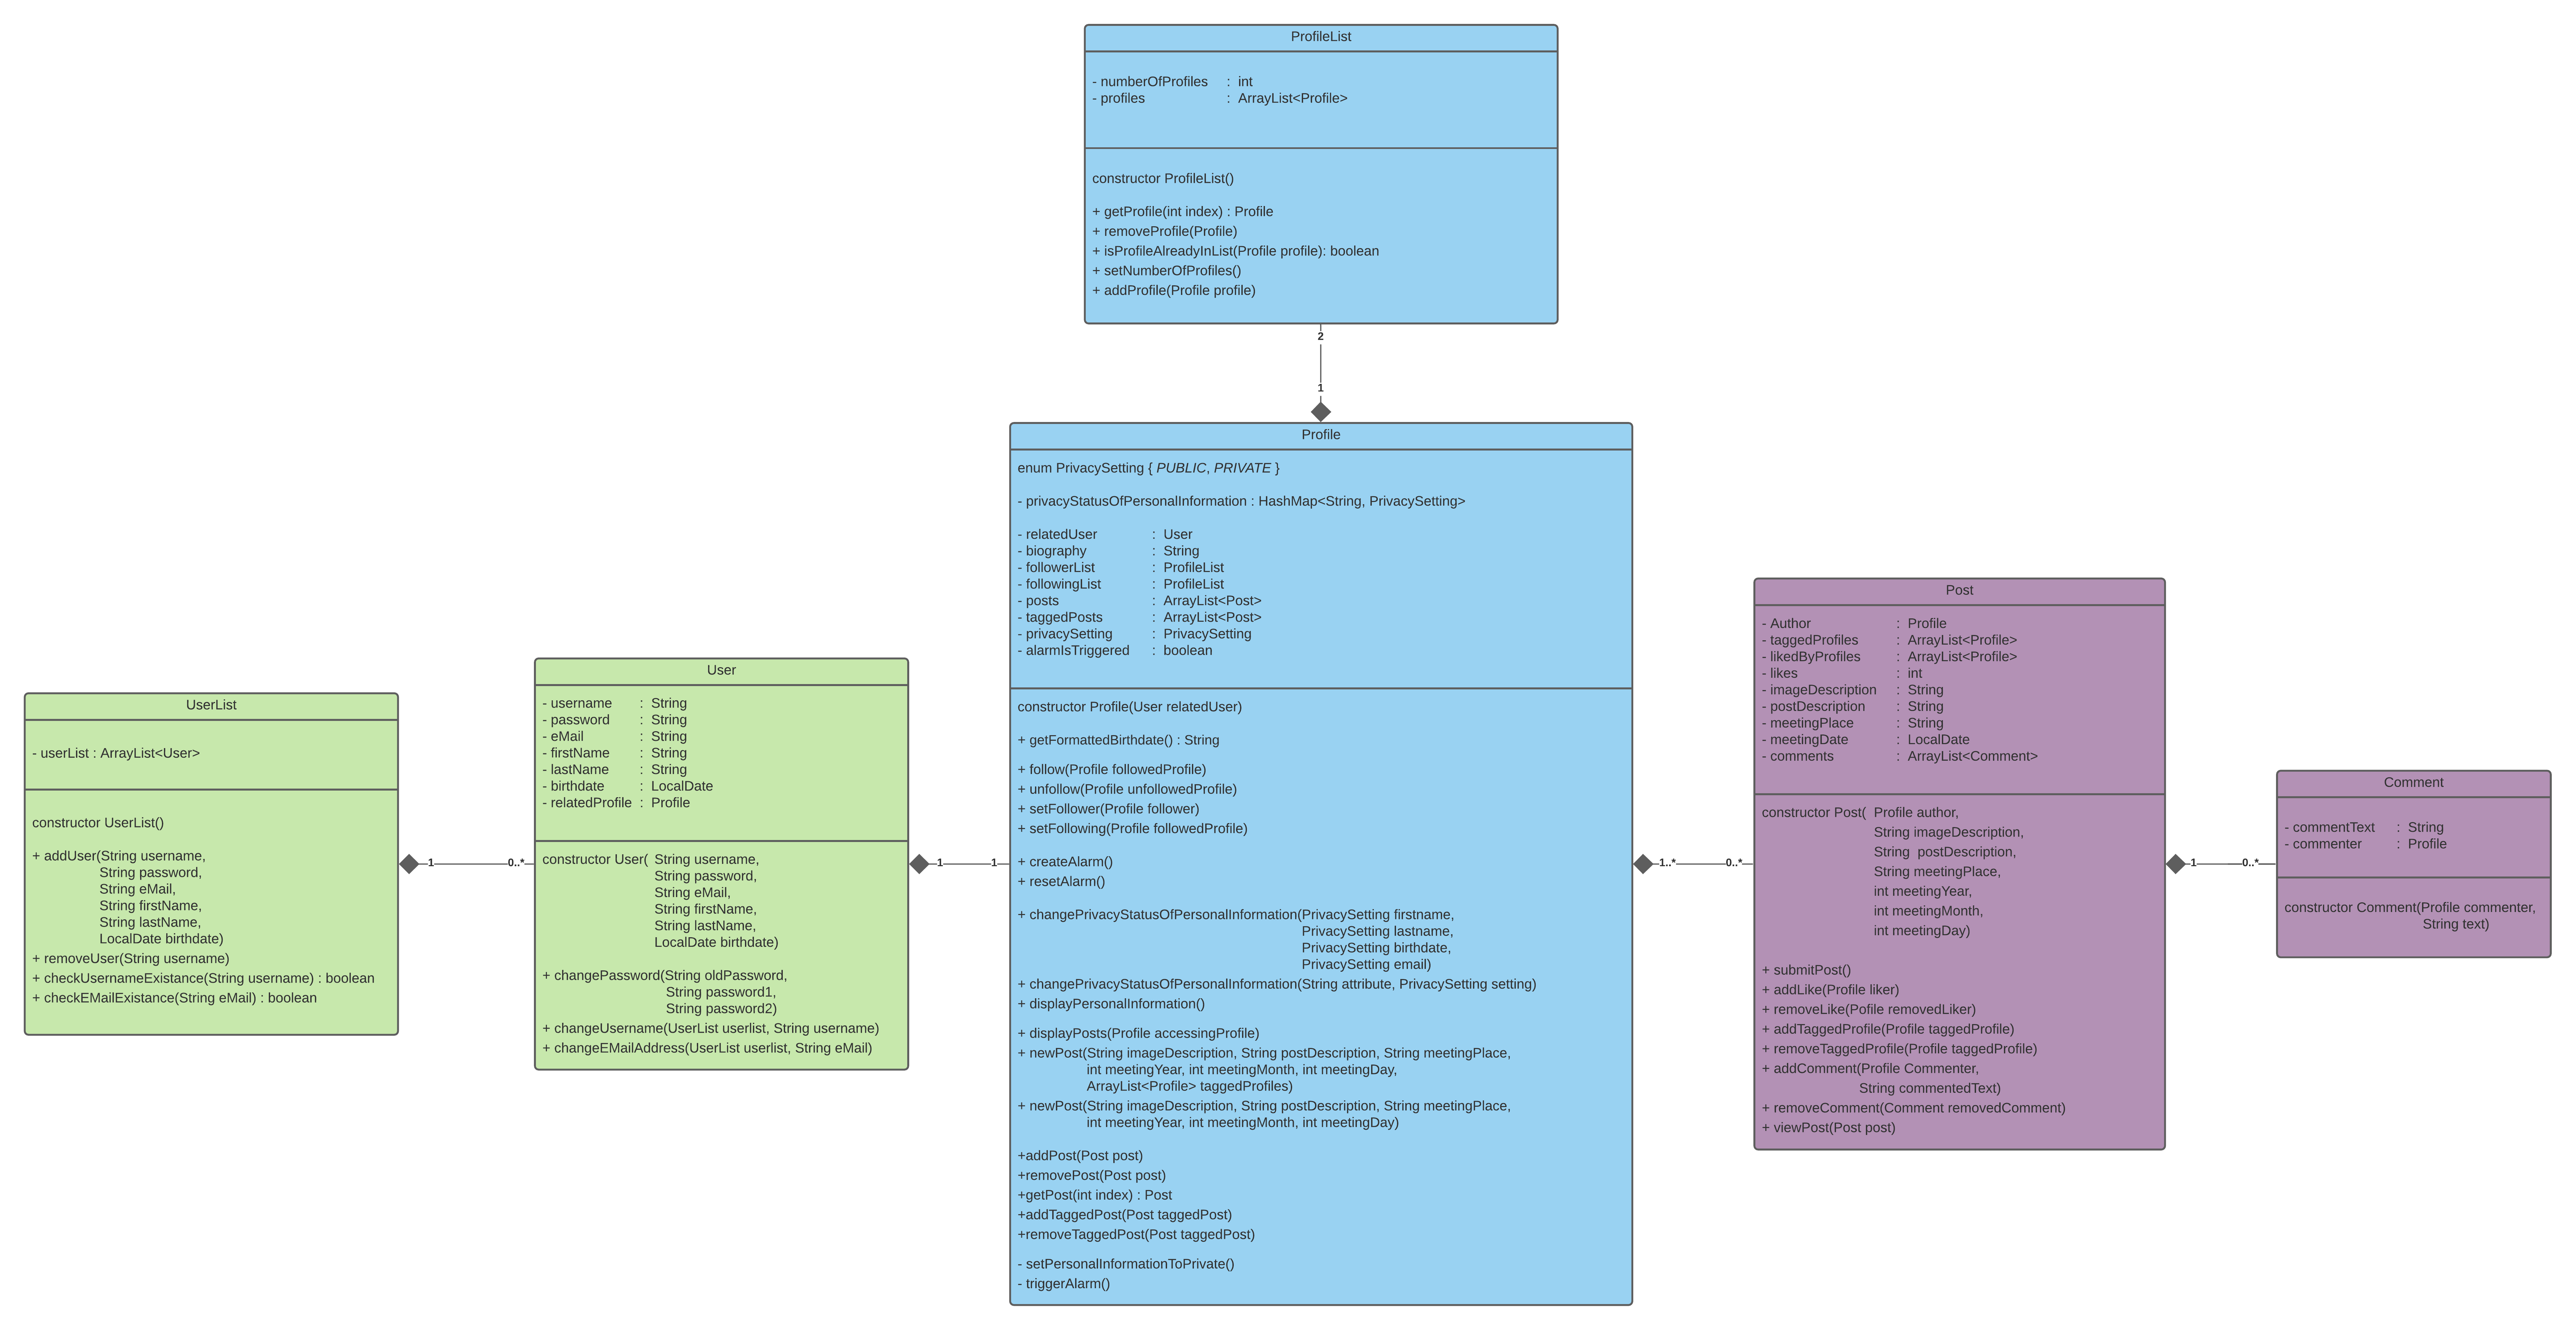 ProfileList
- numberOfProfiles : int
- profiles : ArrayList<Profile>
constructor ProfileList()
+ getProfile(int index) : Profile
+ removeProfile(Profile)
+ isProfileAlreadyInList(Profile profile): boolean
+ setNumberOfProfiles()
+ addProfile(Profile profile)
2
1
UserList
- userList : ArrayList<User>
constructor UserList()
+ addUser(String username,
String password,
String eMail,
String firstName,
String lastName,
LocalDate birthdate)
+ removeUser(String username)
+ checkUsernameExistance(String username) : boolean
+ checkEMailExistance(String eMail) : boolean
1
0..*
User
- username : String
- password : String
- eMail : String
- firstName : String
- lastName : String
- birthdate : LocalDate
- relatedProfile : Profile
constructor User( String username,
String password,
String eMail,
String firstName,
String lastName,
LocalDate birthdate)
+ changePassword(String oldPassword,
String password1,
String password2)
+ changeUsername(UserList userlist, String username)
+ changeEMailAddress(UserList userlist, String eMail)
1
1
Profile
enum PrivacySetting { PUBLIC, PRIVATE }
- privacyStatusOfPersonalInformation : HashMap<String, PrivacySetting>
- relatedUser : User
- biography : String
- followerList : ProfileList
- followingList : ProfileList
- posts : ArrayList<Post>
- taggedPosts : ArrayList<Post>
- privacySetting : PrivacySetting
- alarmIsTriggered : boolean
constructor Profile(User relatedUser)
+ getFormattedBirthdate() : String
+ follow(Profile followedProfile)
+ unfollow(Profile unfollowedProfile)
+ setFollower(Profile follower)
+ setFollowing(Profile followedProfile)
+ createAlarm()
+ resetAlarm()
+ changePrivacyStatusOfPersonalInformation(PrivacySetting firstname,
PrivacySetting lastname,
PrivacySetting birthdate,
PrivacySetting email)
+ changePrivacyStatusOfPersonalInformation(String attribute, PrivacySetting setting)
+ displayPersonalInformation()
+ displayPosts(Profile accessingProfile)
+ newPost(String imageDescription, String postDescription, String meetingPlace,
int meetingYear, int meetingMonth, int meetingDay,
ArrayList<Profile> taggedProfiles)
+ newPost(String imageDescription, String postDescription, String meetingPlace,
int meetingYear, int meetingMonth, int meetingDay)
+addPost(Post post)
+removePost(Post post)
+getPost(int index) : Post
+addTaggedPost(Post taggedPost)
+removeTaggedPost(Post taggedPost)
- setPersonalInformationToPrivate()
- triggerAlarm()
1..*
0..*
Post
- Author : Profile
- taggedProfiles : ArrayList<Profile>
- likedByProfiles : ArrayList<Profile>
- likes : int
- imageDescription : String
- postDescription : String
- meetingPlace : String
- meetingDate : LocalDate
- comments : ArrayList<Comment>
constructor Post( Profile author,
String imageDescription,
String postDescription,
String meetingPlace,
int meetingYear,
int meetingMonth,
int meetingDay)
+ submitPost()
+ addLike(Profile liker)
+ removeLike(Pofile removedLiker)
+ addTaggedProfile(Profile taggedProfile)
+ removeTaggedProfile(Profile taggedProfile)
+ addComment(Profile Commenter,
String commentedText)
+ removeComment(Comment removedComment)
+ viewPost(Post post)
1
0..*
Comment
- commentText : String
- commenter : Profile
constructor Comment(Profile commenter,
String text)